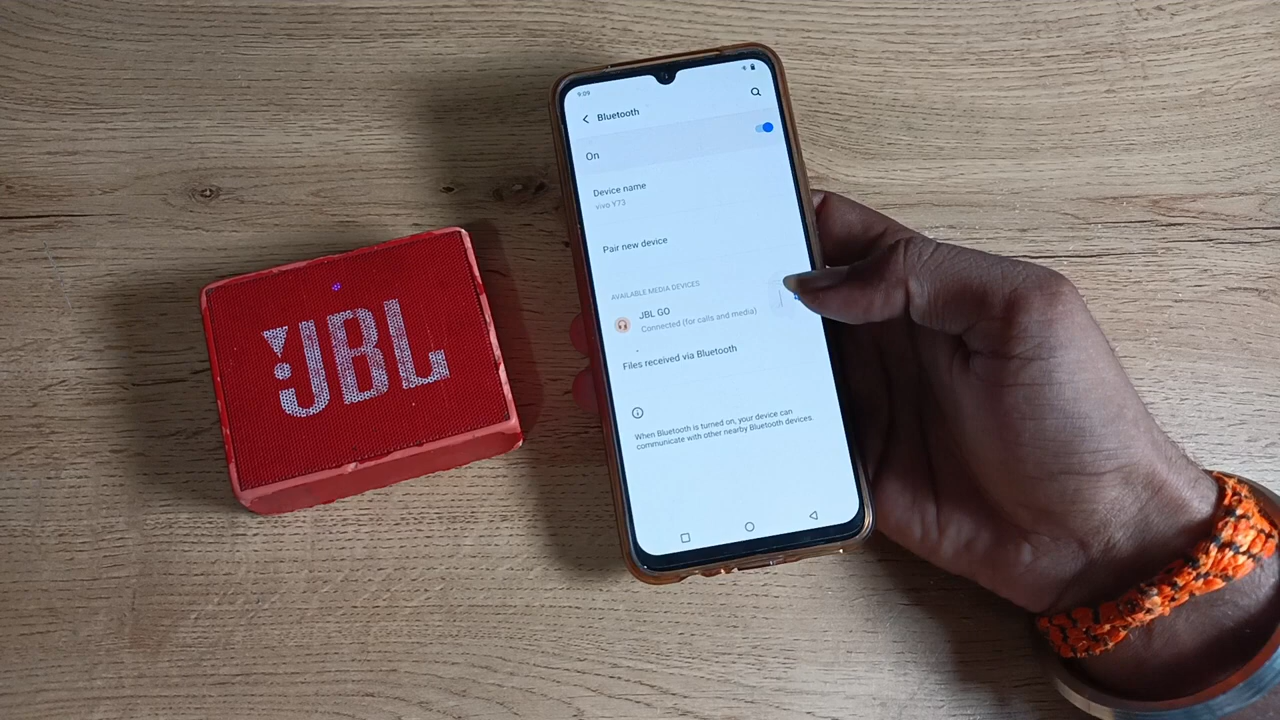 JBL
9:09
Bluetooth
On
Device name
vivo Y73
Pair new device
AVAILABLE MEDIA DEVICES
JBL GO
Connected (for calls and media)
Files received via Bluetooth
When Bluetooth is turned on, your device can
communicate with other nearby Bluetooth devices.